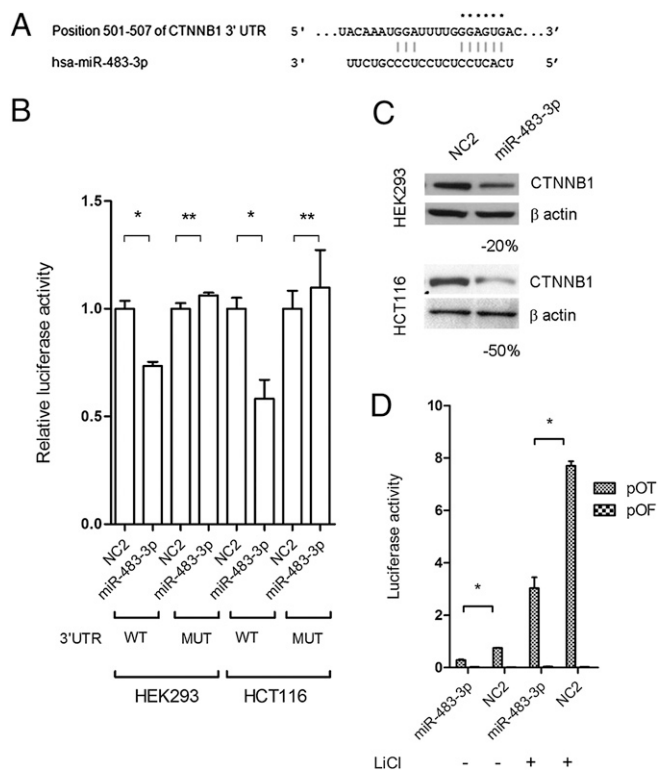 A
Position 501-507 of CTNNB1 3' UTR 5' ...UACAAAUGGAUUUUGGGAGUGAC...3'
hsa-miR-483-3p 3' UUCUGCCCUCCUCUCCUCACU 5'
B
Relative luciferase activity
1.5
1.0
0.5
0.0
* ** * **
NC2 miR-483-3p NC2 miR-483-3p NC2 miR-483-3p NC2 miR-483-3p
3'UTR WT MUT WT MUT
HEK293 HCT116
C
NC2 miR-483-3p
HEK293
CTNNB1
β actin
-20%
HCT116
CTNNB1
β actin
-50%
D
Luciferase activity
10
8
6
4
2
0
* *
pOT
pOF
miR-483-3p NC2 miR-483-3p NC2
LiCl - - + +